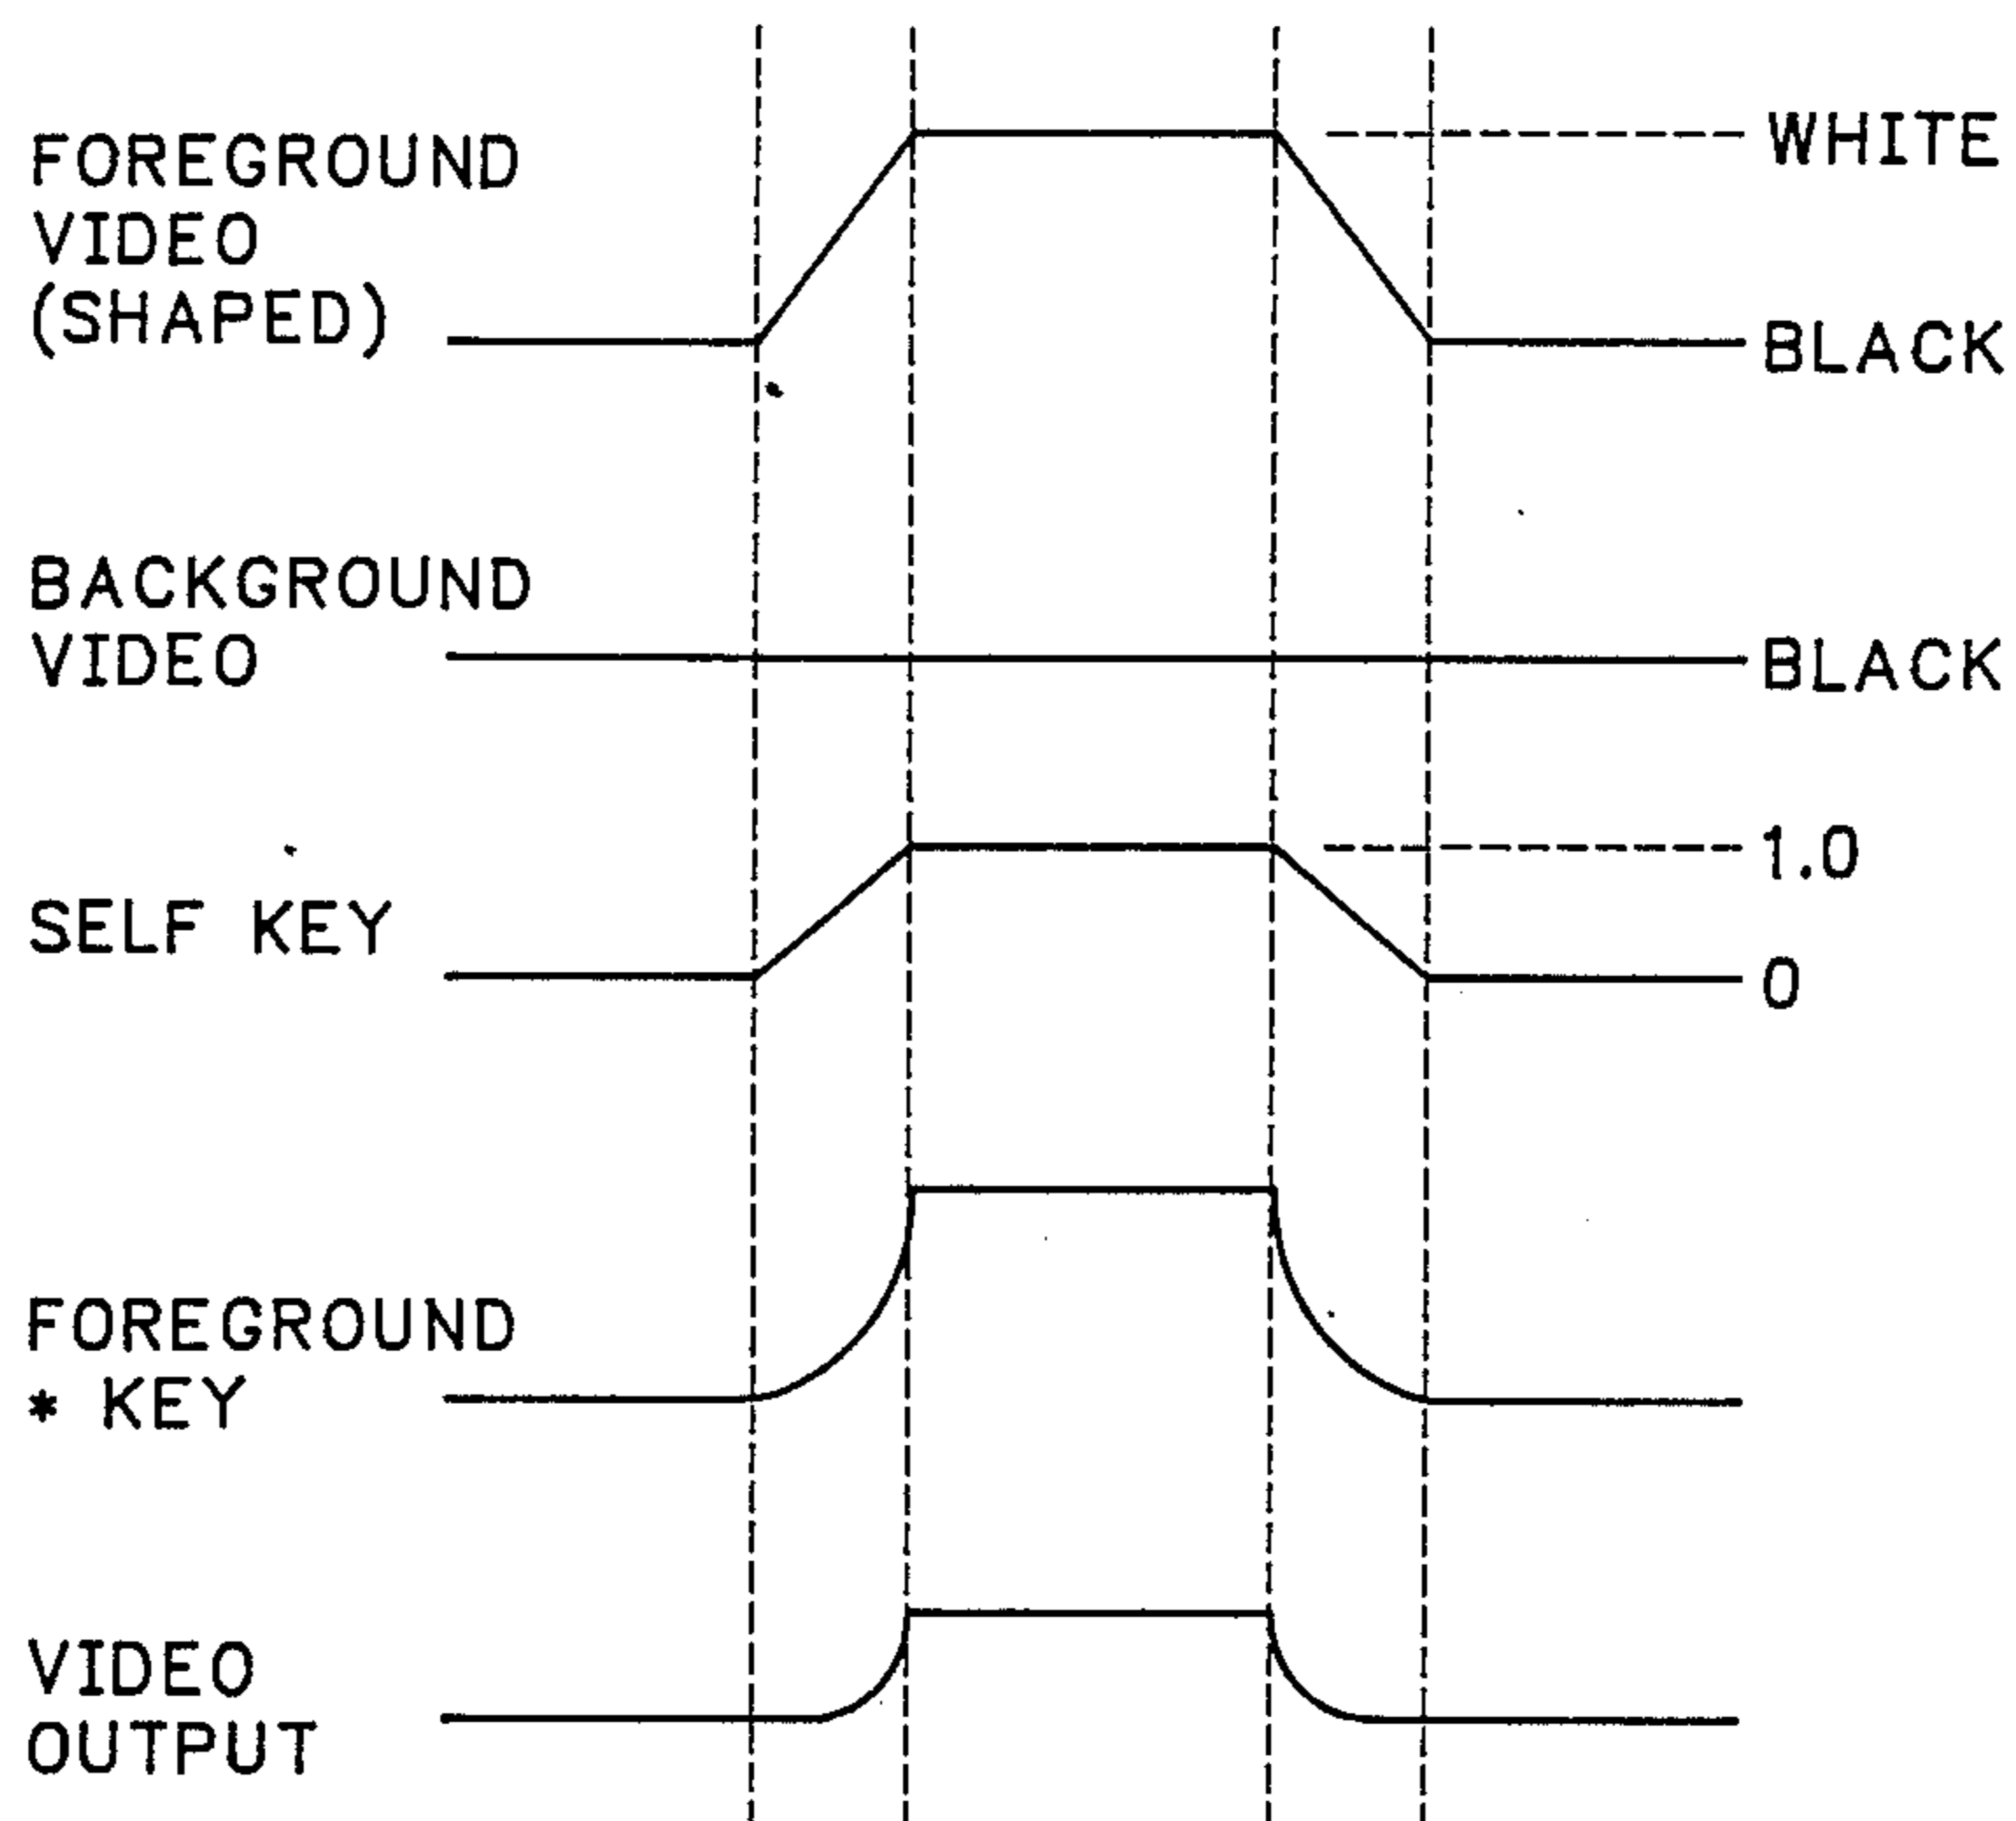 FOREGROUND
VIDEO
(SHAPED)
WHITE
BLACK
BACKGROUND
VIDEO
BLACK
SELF KEY
1.0
0
FOREGROUND
* KEY
VIDEO
OUTPUT